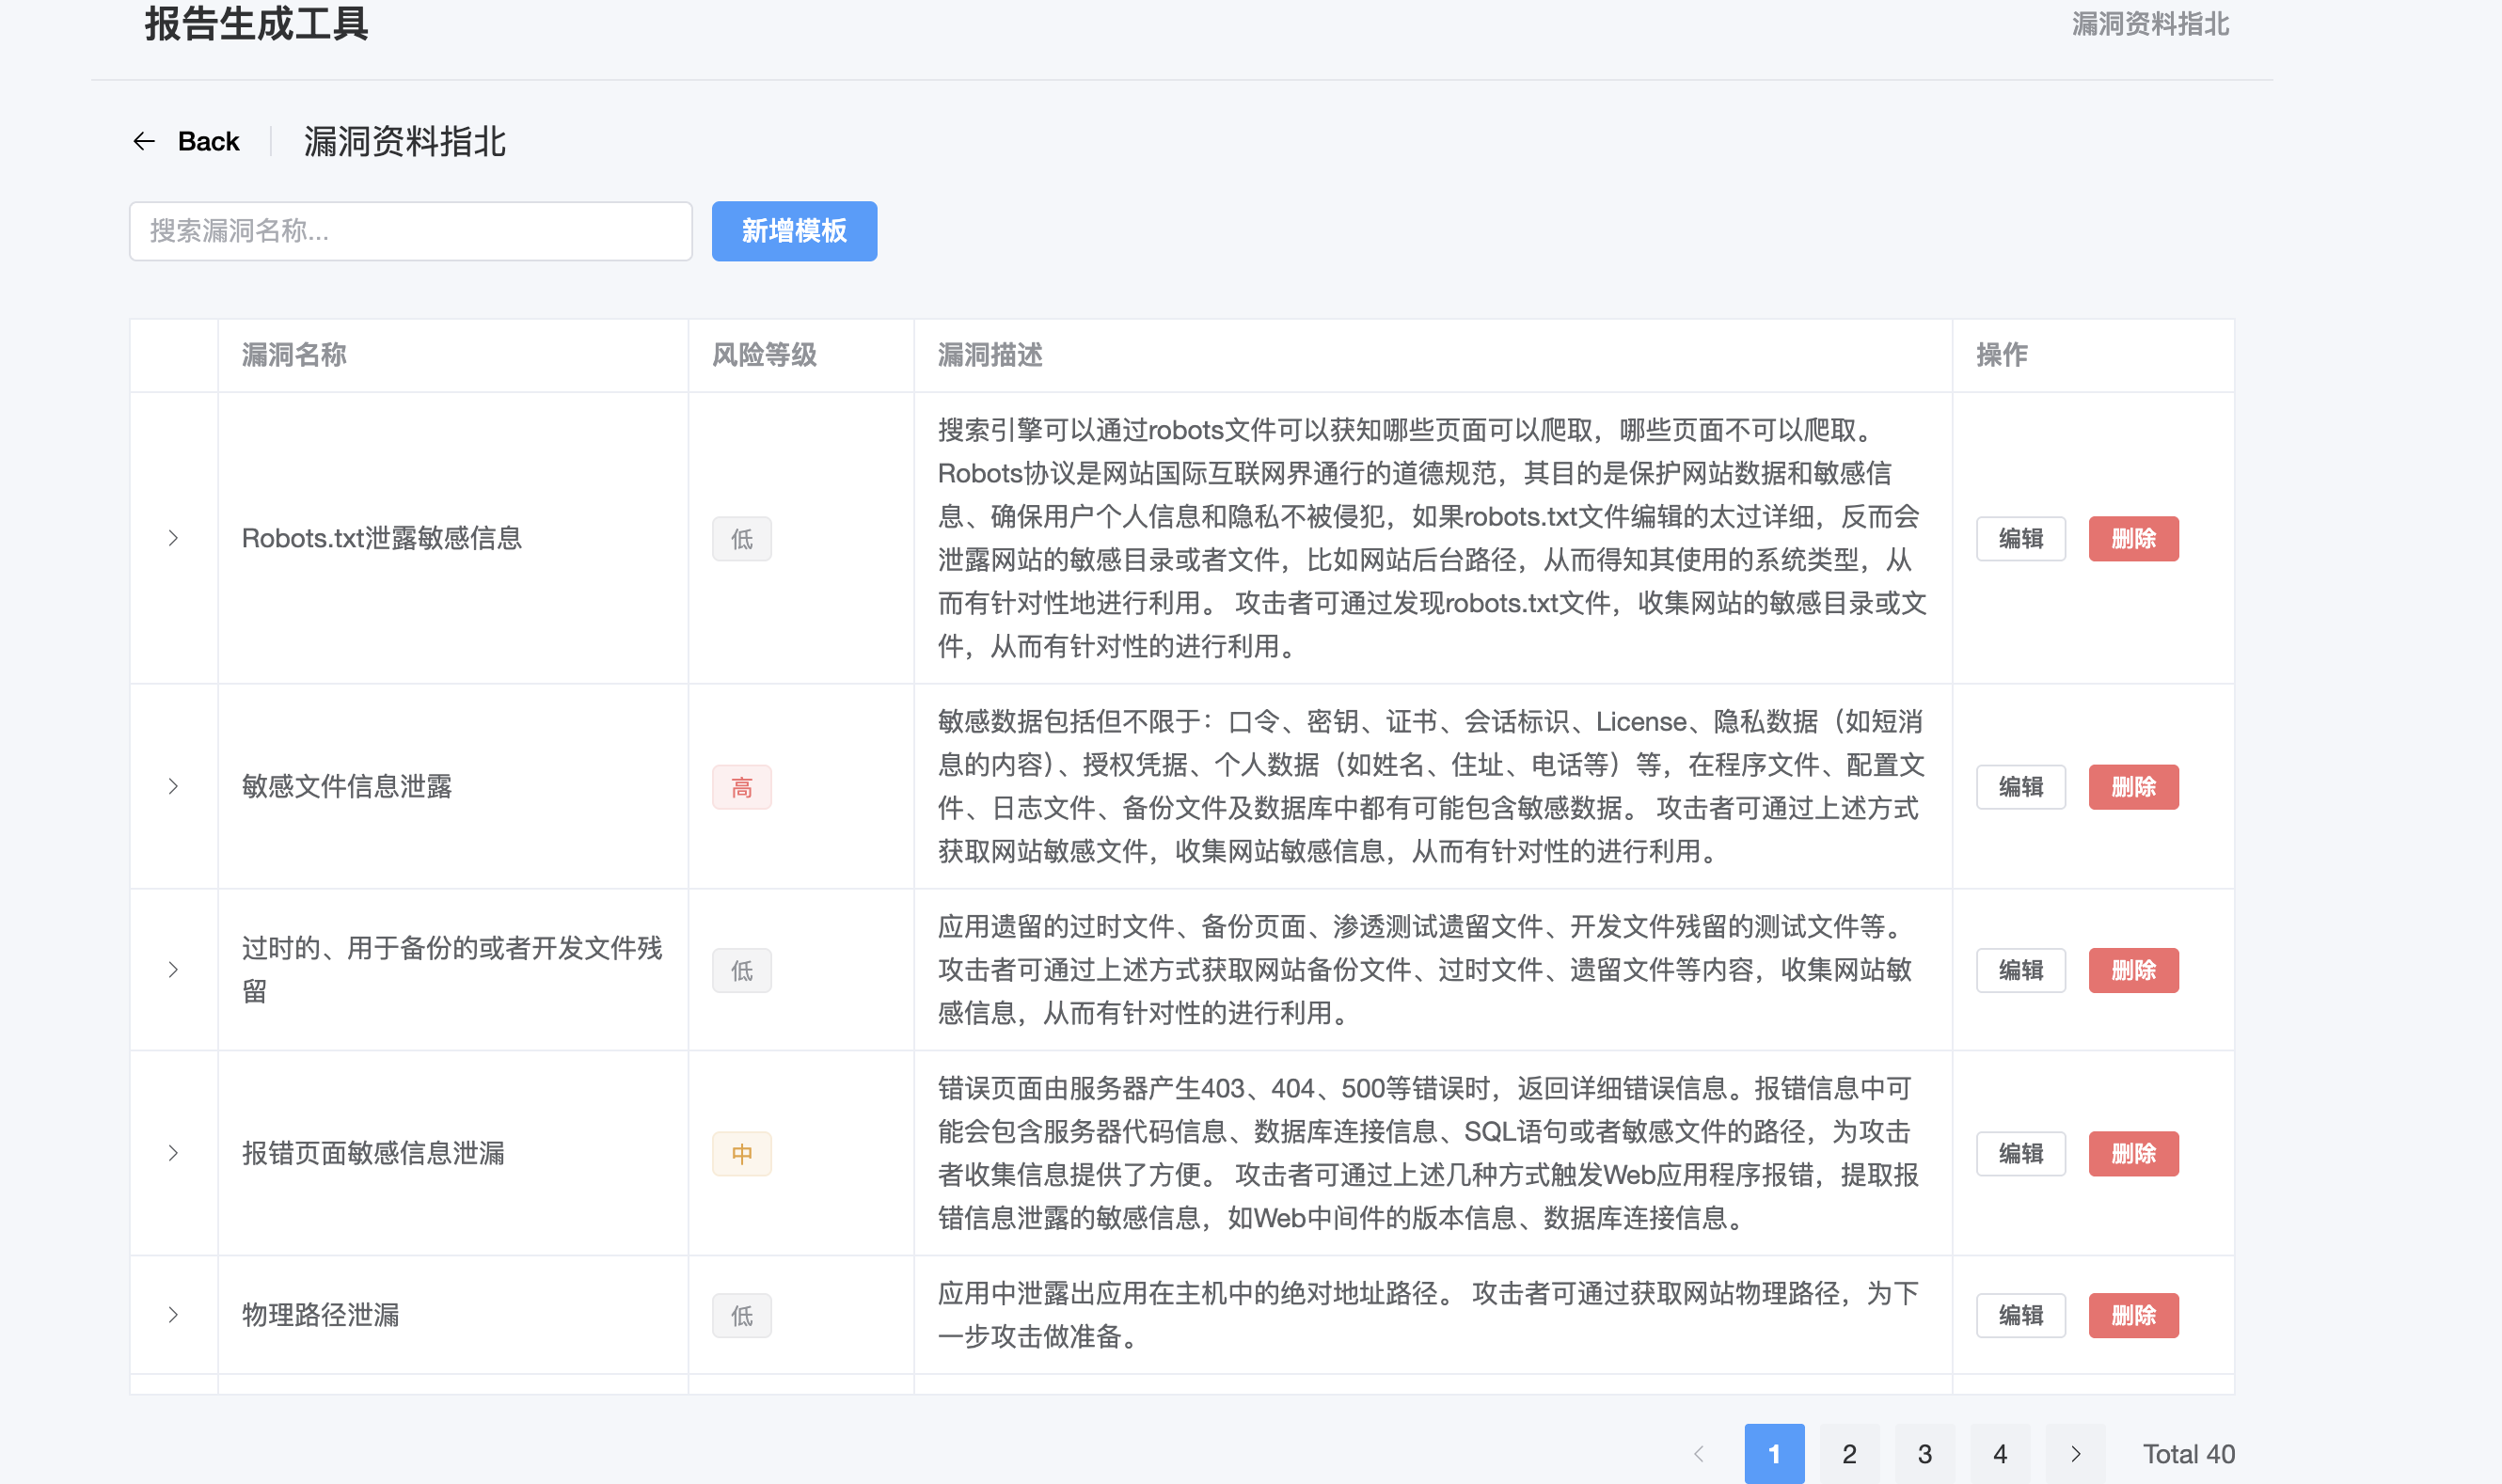 报告生成工具
漏洞资料指北
Back
漏洞资料指北
搜索漏洞名称...
新增模板
漏洞名称
风险等级
漏洞描述
操作
Robots.txt泄露敏感信息
低
搜索引擎可以通过robots文件可以获知哪些页面可以爬取，哪些页面不可以爬取。
Robots协议是网站国际互联网界通行的道德规范，其目的是保护网站数据和敏感信
息、确保用户个人信息和隐私不被侵犯，如果robots.txt文件编辑的太过详细，反而会
泄露网站的敏感目录或者文件，比如网站后台路径，从而得知其使用的系统类型，从
而有针对性地进行利用。 攻击者可通过发现robots.txt文件，收集网站的敏感目录或文
件，从而有针对性的进行利用。
编辑
删除
敏感文件信息泄露
高
敏感数据包括但不限于：口令、密钥、证书、会话标识、License、隐私数据（如短消
息的内容）、授权凭据、个人数据（如姓名、住址、电话等）等，在程序文件、配置文
件、日志文件、备份文件及数据库中都有可能包含敏感数据。 攻击者可通过上述方式
获取网站敏感文件，收集网站敏感信息，从而有针对性的进行利用。
编辑
删除
过时的、用于备份的或者开发文件残
留
低
应用遗留的过时文件、备份页面、渗透测试遗留文件、开发文件残留的测试文件等。
攻击者可通过上述方式获取网站备份文件、过时文件、遗留文件等内容，收集网站敏
感信息，从而有针对性的进行利用。
编辑
删除
报错页面敏感信息泄漏
中
错误页面由服务器产生403、404、500等错误时，返回详细错误信息。报错信息中可
能会包含服务器代码信息、数据库连接信息、SQL语句或者敏感文件的路径，为攻击
者收集信息提供了方便。 攻击者可通过上述几种方式触发Web应用程序报错，提取报
错信息泄露的敏感信息，如Web中间件的版本信息、数据库连接信息。
编辑
删除
物理路径泄漏
低
应用中泄露出应用在主机中的绝对地址路径。 攻击者可通过获取网站物理路径，为下
一步攻击做准备。
编辑
删除
1
2
3
4
Total 40